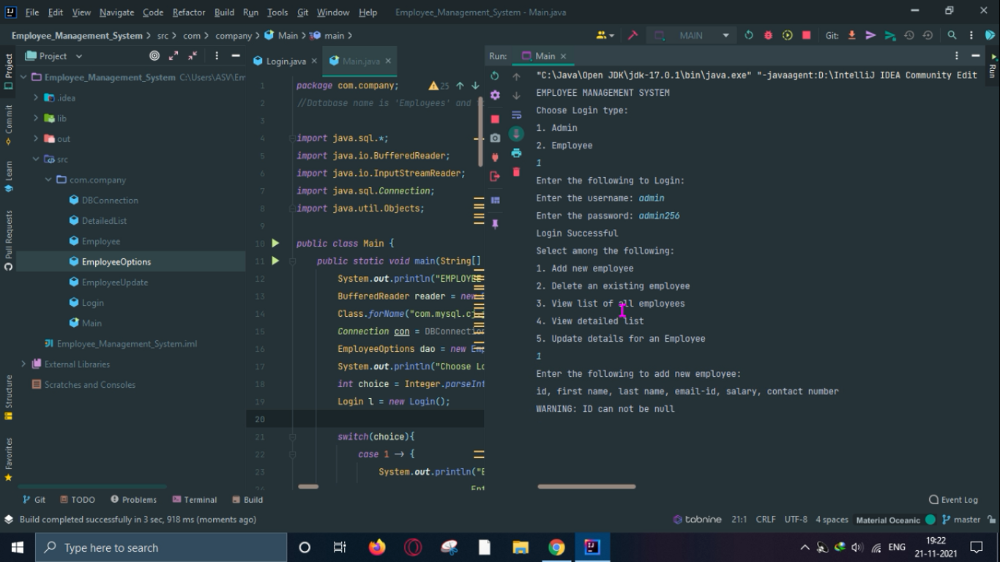 File Edit View Navigate Code Refactor Build Run Tools Git Window Help Employee_Management_System - Main.java
Employee_Management_System > src > com > company > Main > main >
MAIN
Git:
Project
Login.java
Main.java
Run: Main
Employee_Management_System C:\Users\ASV\Em
.idea
lib
out
src
com.company
DBConnection
DetailedList
Employee
EmployeeOptions
EmployeeUpdate
Login
Main
Employee_Management_System.iml
External Libraries
Scratches and Consoles
Project
Commit
Learn
Pull Requests
Structure
Favorites
25
1 package com.company;
2 //Database name is 'Employees' and
3
4 import java.sql.*;
5 import java.io.BufferedReader;
6 import java.io.InputStreamReader;
7 import java.sql.Connection;
8 import java.util.Objects;
9
10 public class Main {
11 public static void main(String[]
12 System.out.println("EMPLOYEE
13 BufferedReader reader = new
14 Class.forName("com.mysql.cj
15 Connection con = DBConnection
16 EmployeeOptions dao = new Emp
17 System.out.println("Choose Lo
18 int choice = Integer.parseInt
19 Login l = new Login();
20
21 switch(choice){
22 case 1 -> {
23 System.out.println("E
24 Ent
"C:\Java\Open JDK\jdk-17.0.1\bin\java.exe" "-javaagent:D:\IntelliJ IDEA Community Edit
EMPLOYEE MANAGEMENT SYSTEM
Choose Login type:
1. Admin
2. Employee
1
Enter the following to Login:
Enter the username: admin
Enter the password: admin256
Login Successful
Select among the following:
1. Add new employee
2. Delete an existing employee
3. View list of all employees
4. View detailed list
5. Update details for an Employee
1
Enter the following to add new employee:
id, first name, last name, email-id, salary, contact number
WARNING: ID can not be null
Run
Git TODO Problems Terminal Build Event Log
Build completed successfully in 3 sec, 918 ms (moments ago) tabnine 21:1 CRLF UTF-8 4 spaces Material Oceanic master
Type here to search
ENG
19:22
21-11-2021